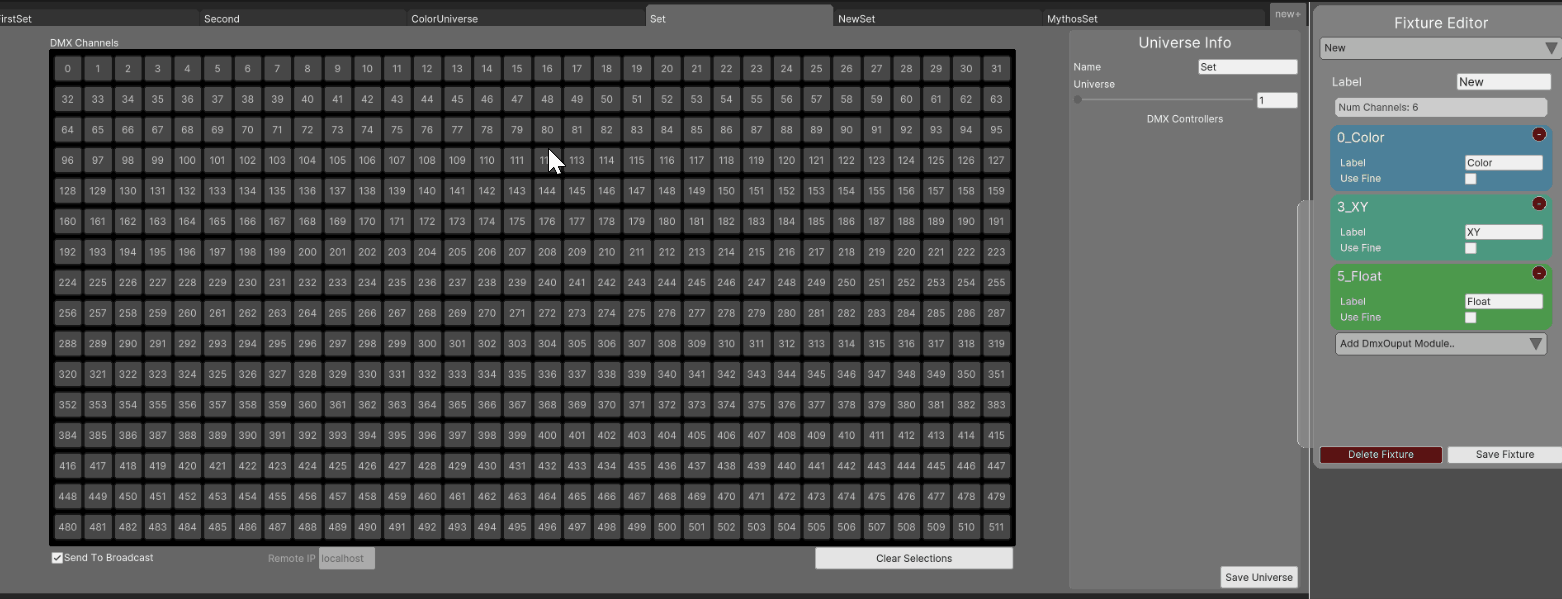 FirstSet Second ColorUniverse Set NewSet MythosSet new+
DMX Channels
0 1 2 3 4 5 6 7 8 9 10 11 12 13 14 15 16 17 18 19 20 21 22 23 24 25 26 27 28 29 30 31
32 33 34 35 36 37 38 39 40 41 42 43 44 45 46 47 48 49 50 51 52 53 54 55 56 57 58 59 60 61 62 63
64 65 66 67 68 69 70 71 72 73 74 75 76 77 78 79 80 81 82 83 84 85 86 87 88 89 90 91 92 93 94 95
96 97 98 99 100 101 102 103 104 105 106 107 108 109 110 111 113 114 115 116 117 118 119 120 121 122 123 124 125 126 127
128 129 130 131 132 133 134 135 136 137 138 139 140 141 142 143 144 145 146 147 148 149 150 151 152 153 154 155 156 157 158 159
160 161 162 163 164 165 166 167 168 169 170 171 172 173 174 175 176 177 178 179 180 181 182 183 184 185 186 187 188 189 190 191
192 193 194 195 196 197 198 199 200 201 202 203 204 205 206 207 208 209 210 211 212 213 214 215 216 217 218 219 220 221 222 223
224 225 226 227 228 229 230 231 232 233 234 235 236 237 238 239 240 241 242 243 244 245 246 247 248 249 250 251 252 253 254 255
256 257 258 259 260 261 262 263 264 265 266 267 268 269 270 271 272 273 274 275 276 277 278 279 280 281 282 283 284 285 286 287
288 289 290 291 292 293 294 295 296 297 298 299 300 301 302 303 304 305 306 307 308 309 310 311 312 313 314 315 316 317 318 319
320 321 322 323 324 325 326 327 328 329 330 331 332 333 334 335 336 337 338 339 340 341 342 343 344 345 346 347 348 349 350 351
352 353 354 355 356 357 358 359 360 361 362 363 364 365 366 367 368 369 370 371 372 373 374 375 376 377 378 379 380 381 382 383
384 385 386 387 388 389 390 391 392 393 394 395 396 397 398 399 400 401 402 403 404 405 406 407 408 409 410 411 412 413 414 415
416 417 418 419 420 421 422 423 424 425 426 427 428 429 430 431 432 433 434 435 436 437 438 439 440 441 442 443 444 445 446 447
448 449 450 451 452 453 454 455 456 457 458 459 460 461 462 463 464 465 466 467 468 469 470 471 472 473 474 475 476 477 478 479
480 481 482 483 484 485 486 487 488 489 490 491 492 493 494 495 496 497 498 499 500 501 502 503 504 505 506 507 508 509 510 511
Send To Broadcast Remote IP localhost Clear Selections
Universe Info
Name Set
Universe
1
DMX Controllers
Save Universe
Fixture Editor
New
Label New
Num Channels: 6
0_Color -
Label Color
Use Fine
3_XY -
Label XY
Use Fine
5_Float -
Label Float
Use Fine
Add DmxOuput Module..
Delete Fixture Save Fixture